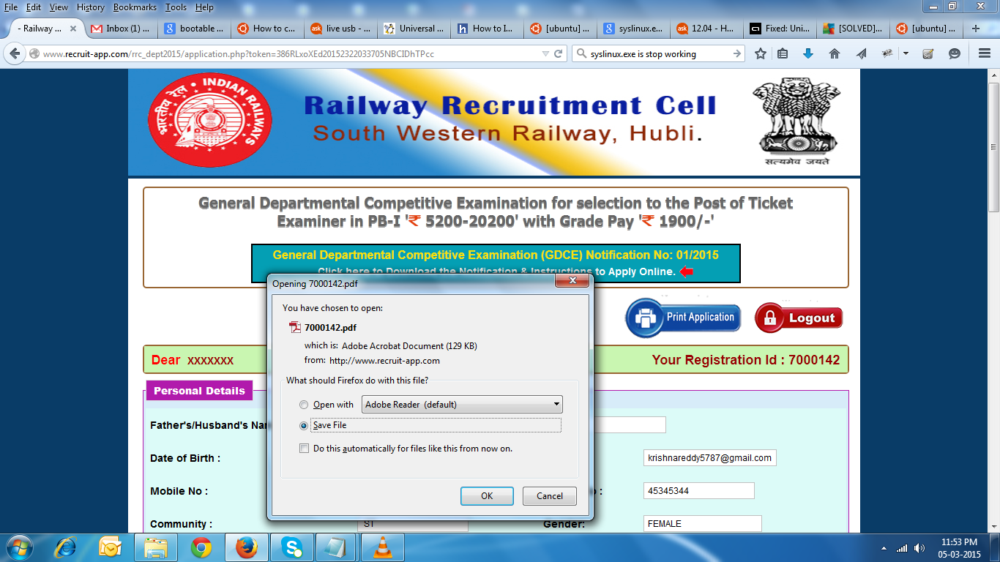 File Edit View History Bookmarks Tools Help
- Railway ...
Inbox (1) ...
bootable ...
How to c...
live usb - ...
Universal ...
How to I...
[ubuntu] ...
syslinux.e...
12.04 - H...
Fixed: Uni...
[SOLVED]...
[ubuntu] ...
www.recruit-app.com/rrc_dept2015/application.php?token=386RLxoXEd20152322033705NBCIDhTPcc
syslinux.exe is stop working
भारतीय रेल • INDIAN RAILWAYS
Railway Recruitment Cell
South Western Railway, Hubli.
सत्यमेव जयते
General Departmental Competitive Examination for selection to the Post of Ticket
Examiner in PB-I '₹ 5200-20200' with Grade Pay '₹ 1900/-'
General Departmental Competitive Examination (GDCE) Notification No: 01/2015
Click here to Download the Notification & Instructions to Apply Online.
Print Application
Logout
Dear XXXXXXX
Your Registration Id : 7000142
Personal Details
Father's/Husband's Nam
Date of Birth :
krishnareddy5787@gmail.com
Mobile No :
45345344
Community :
ST
Gender:
FEMALE
Opening 7000142.pdf
You have chosen to open:
7000142.pdf
which is: Adobe Acrobat Document (129 KB)
from: http://www.recruit-app.com
What should Firefox do with this file?
Open with Adobe Reader (default)
Save File
Do this automatically for files like this from now on.
OK Cancel
11:53 PM
05-03-2015